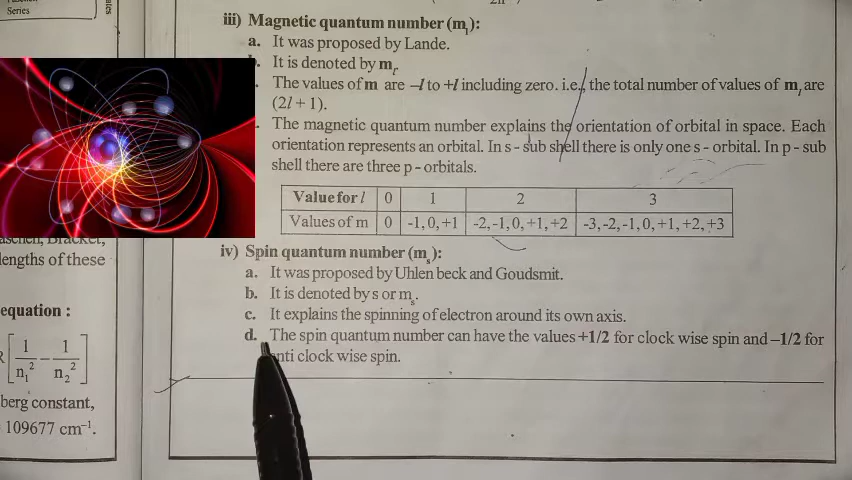 Series
iii) Magnetic quantum number (mₗ):
a. It was proposed by Lande.
It is denoted by mₗ.
The values of m are –l to +l including zero. i.e., the total number of values of mₗ are
(2l + 1).
The magnetic quantum number explains the orientation of orbital in space. Each
orientation represents an orbital. In s - sub shell there is only one s - orbital. In p - sub
shell there are three p - orbitals.
Value for l 0 1 2 3
Values of m 0 -1, 0, +1 -2, -1, 0, +1, +2 -3, -2, -1, 0, +1, +2, +3
iv) Spin quantum number (mₛ):
a. It was proposed by Uhlen beck and Goudsmit.
b. It is denoted by s or mₛ.
c. It explains the spinning of electron around its own axis.
d. The spin quantum number can have the values +1/2 for clock wise spin and –1/2 for
anti clock wise spin.
Bracket,
lengths of these
equation :
[1/n₁² – 1/n₂²]
berg constant,
109677 cm⁻¹.